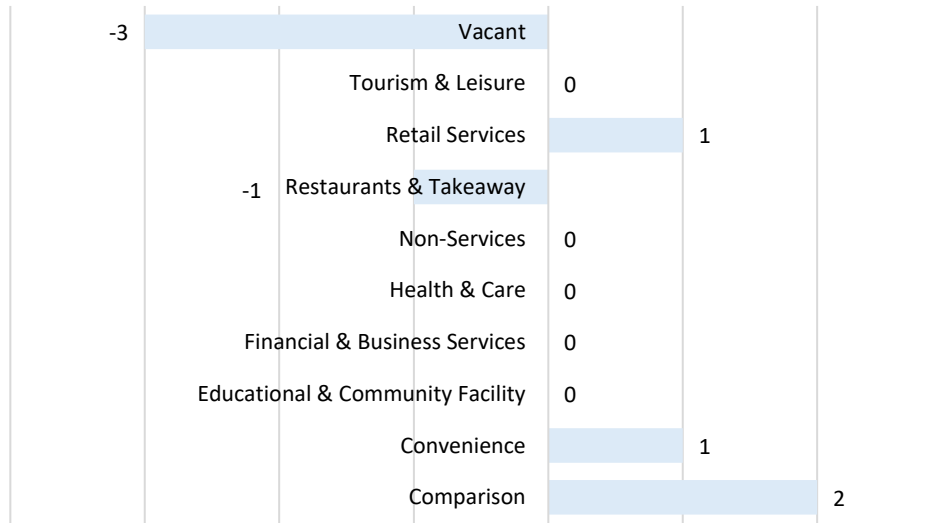 -3 Vacant
Tourism & Leisure 0
Retail Services 1
-1 Restaurants & Takeaway
Non-Services 0
Health & Care 0
Financial & Business Services 0
Educational & Community Facility 0
Convenience 1
Comparison 2